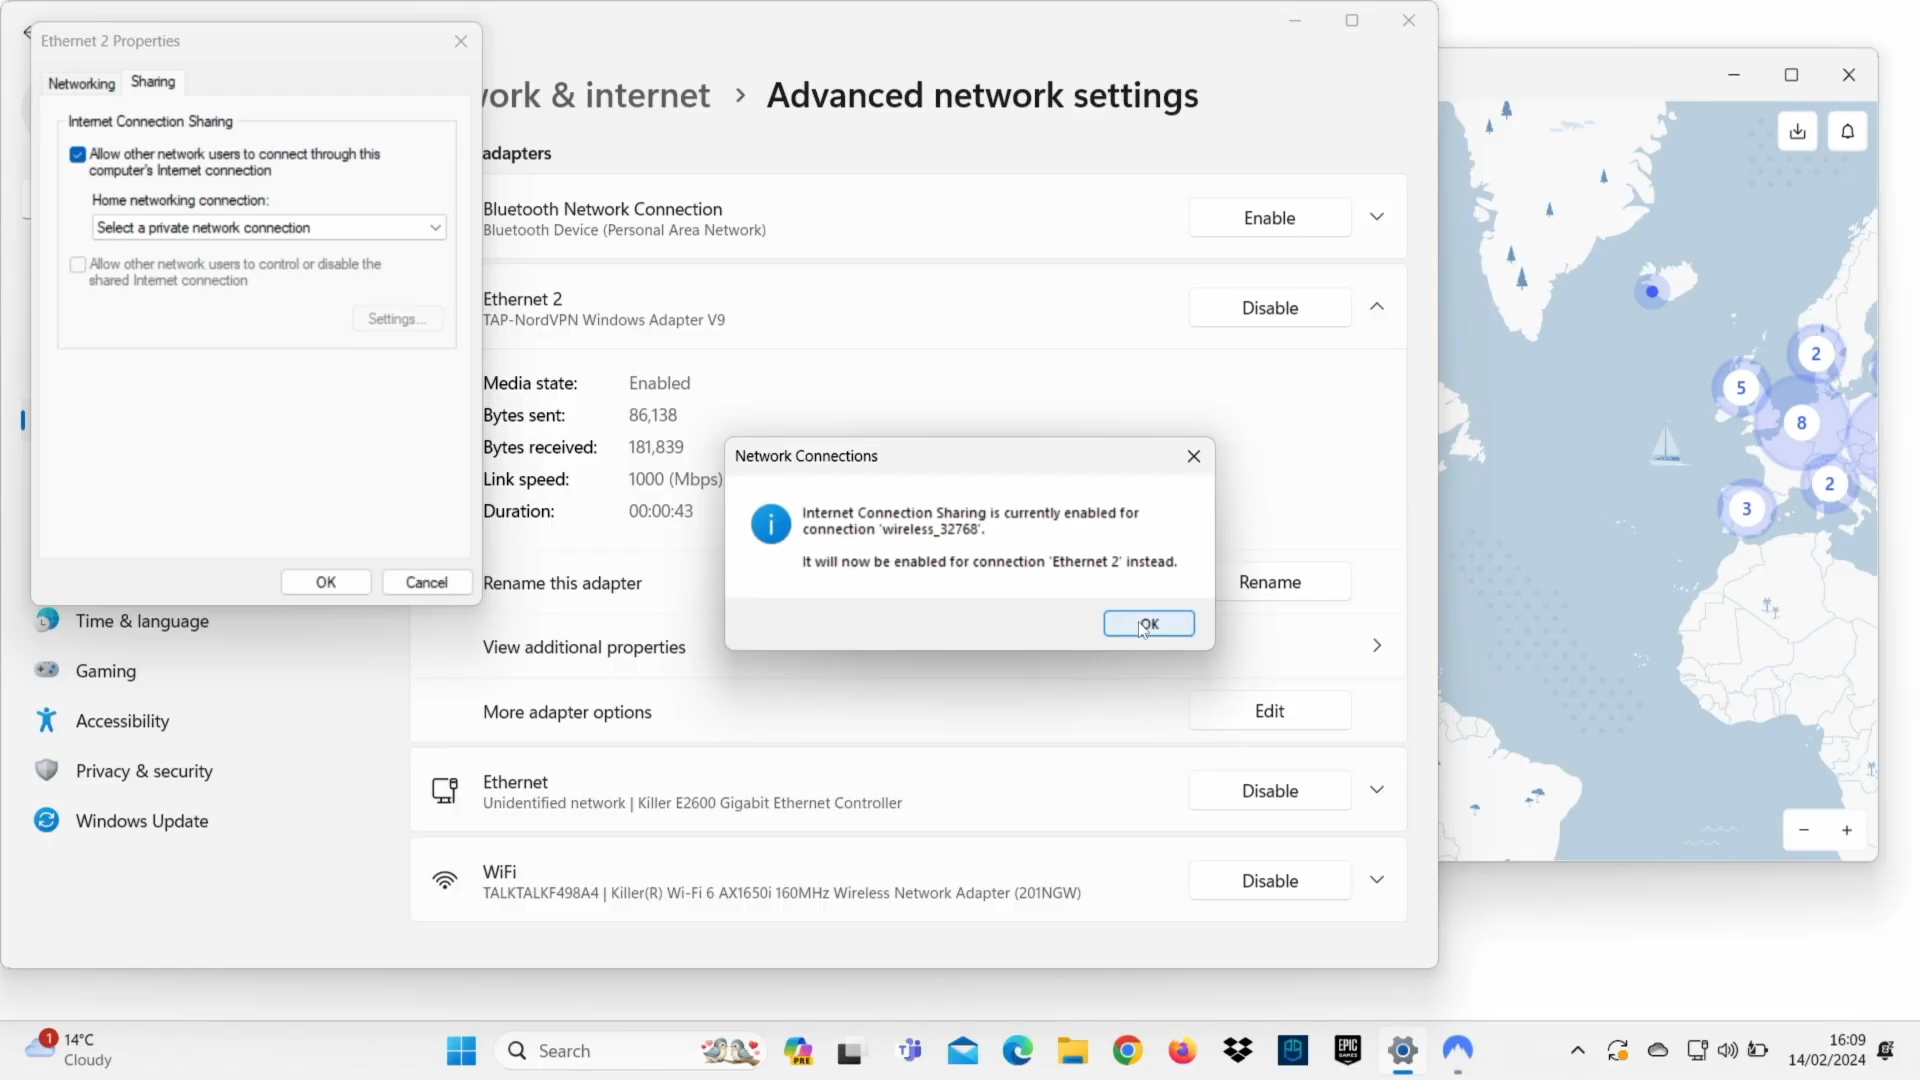 Ethernet 2 Properties
Networking
Sharing
Internet Connection Sharing
Allow other network users to connect through this
computer's Internet connection
Home networking connection:
Select a private network connection
Allow other network users to control or disable the
shared Internet connection
Settings...
OK
Cancel
work & internet > Advanced network settings
adapters
Bluetooth Network Connection
Bluetooth Device (Personal Area Network)
Enable
Ethernet 2
TAP-NordVPN Windows Adapter V9
Disable
Media state: Enabled
Bytes sent: 86,138
Bytes received: 181,839
Link speed: 1000 (Mbps)
Duration: 00:00:43
Network Connections
Internet Connection Sharing is currently enabled for
connection 'wireless_32768'.
It will now be enabled for connection 'Ethernet 2' instead.
OK
Rename this adapter
Rename
View additional properties
More adapter options
Edit
Ethernet
Unidentified network | Killer E2600 Gigabit Ethernet Controller
Disable
WiFi
TALKTALKF498A4 | Killer(R) Wi-Fi 6 AX1650i 160MHz Wireless Network Adapter (201NGW)
Disable
Time & language
Gaming
Accessibility
Privacy & security
Windows Update
2
5
8
2
3
1
14°C
Cloudy
Search
PRE
EPIC
GAMES
16:09
14/02/2024